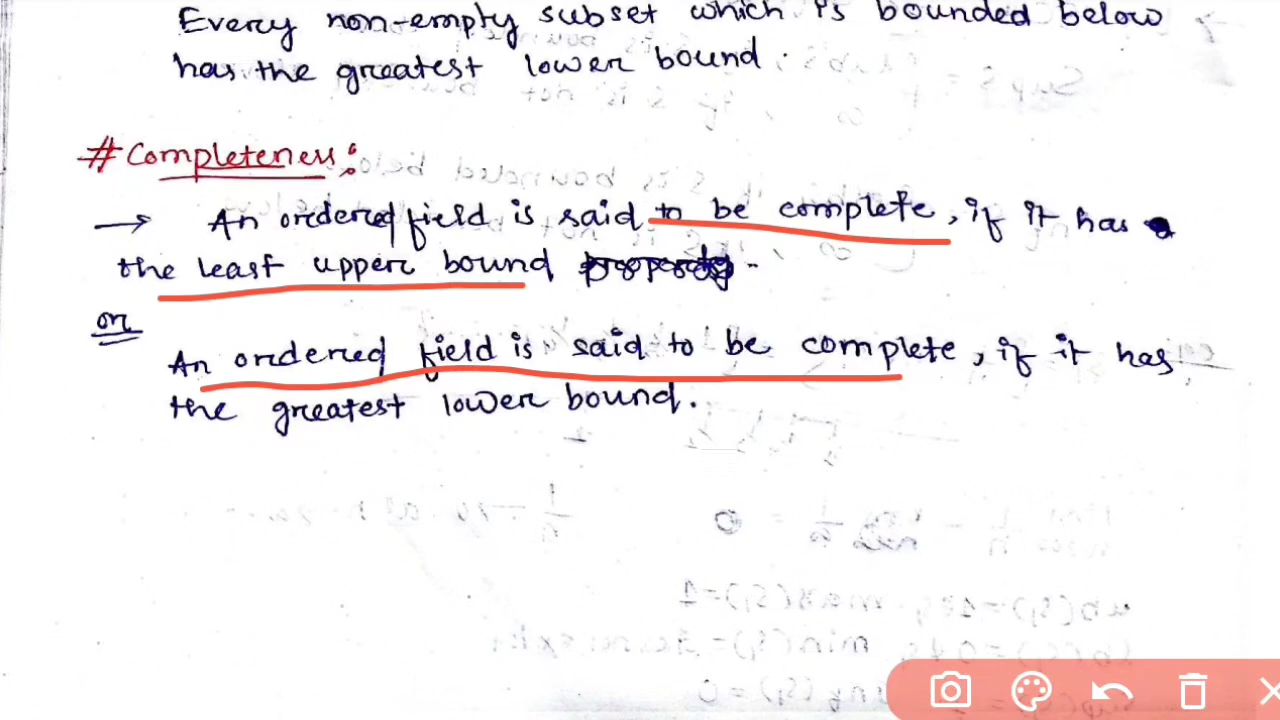 Every non-empty subset which is bounded below
has the greatest lower bound.
# Completeness:
→ An ordered field is said to be complete, if it has
the least upper bound
or
An ordered field is said to be complete, if it has
the greatest lower bound.